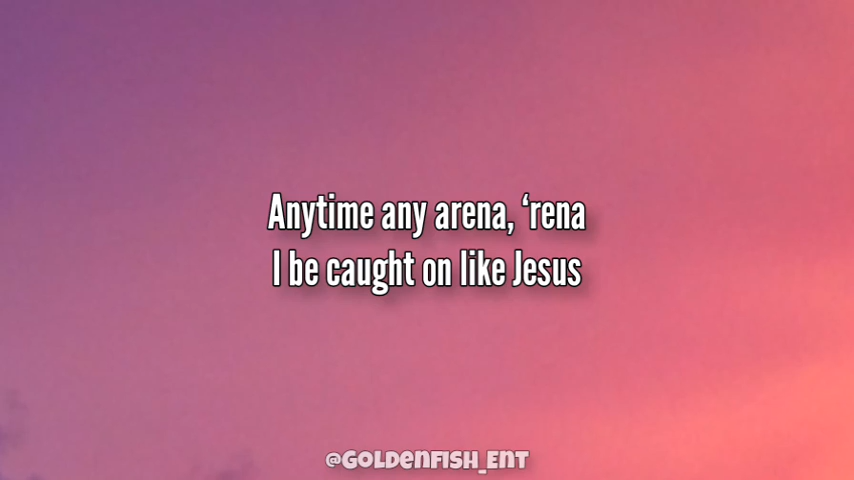 Anytime any arena, ‘rena
I be caught on like Jesus
@GOLDENFISH_ENT